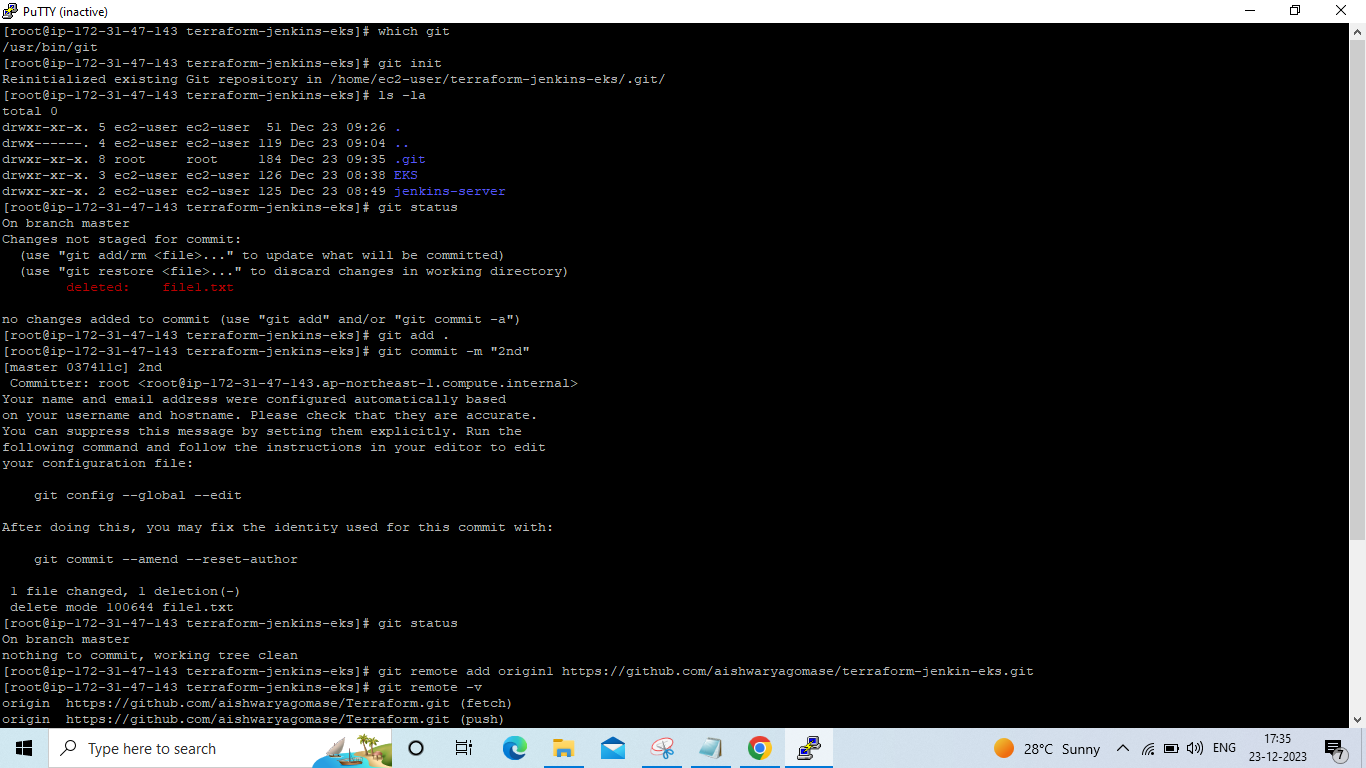 PuTTY (inactive)
[root@ip-172-31-47-143 terraform-jenkins-eks]# which git
/usr/bin/git
[root@ip-172-31-47-143 terraform-jenkins-eks]# git init
Reinitialized existing Git repository in /home/ec2-user/terraform-jenkins-eks/.git/
[root@ip-172-31-47-143 terraform-jenkins-eks]# ls -la
total 0
drwxr-xr-x. 5 ec2-user ec2-user  51 Dec 23 09:26 .
drwx------. 4 ec2-user ec2-user 119 Dec 23 09:04 ..
drwxr-xr-x. 8 root     root     184 Dec 23 09:35 .git
drwxr-xr-x. 3 ec2-user ec2-user 126 Dec 23 08:38 EKS
drwxr-xr-x. 2 ec2-user ec2-user 125 Dec 23 08:49 jenkins-server
[root@ip-172-31-47-143 terraform-jenkins-eks]# git status
On branch master
Changes not staged for commit:
  (use "git add/rm <file>..." to update what will be committed)
  (use "git restore <file>..." to discard changes in working directory)
        deleted:    file1.txt
no changes added to commit (use "git add" and/or "git commit -a")
[root@ip-172-31-47-143 terraform-jenkins-eks]# git add .
[root@ip-172-31-47-143 terraform-jenkins-eks]# git commit -m "2nd"
[master 037411c] 2nd
 Committer: root <root@ip-172-31-47-143.ap-northeast-1.compute.internal>
Your name and email address were configured automatically based
on your username and hostname. Please check that they are accurate.
You can suppress this message by setting them explicitly. Run the
following command and follow the instructions in your editor to edit
your configuration file:
    git config --global --edit
After doing this, you may fix the identity used for this commit with:
    git commit --amend --reset-author
 1 file changed, 1 deletion(-)
 delete mode 100644 file1.txt
[root@ip-172-31-47-143 terraform-jenkins-eks]# git status
On branch master
nothing to commit, working tree clean
[root@ip-172-31-47-143 terraform-jenkins-eks]# git remote add origin1 https://github.com/aishwaryagomase/terraform-jenkin-eks.git
[root@ip-172-31-47-143 terraform-jenkins-eks]# git remote -v
origin  https://github.com/aishwaryagomase/Terraform.git (fetch)
origin  https://github.com/aishwaryagomase/Terraform.git (push)
Type here to search
28°C Sunny
ENG
17:35
23-12-2023
7